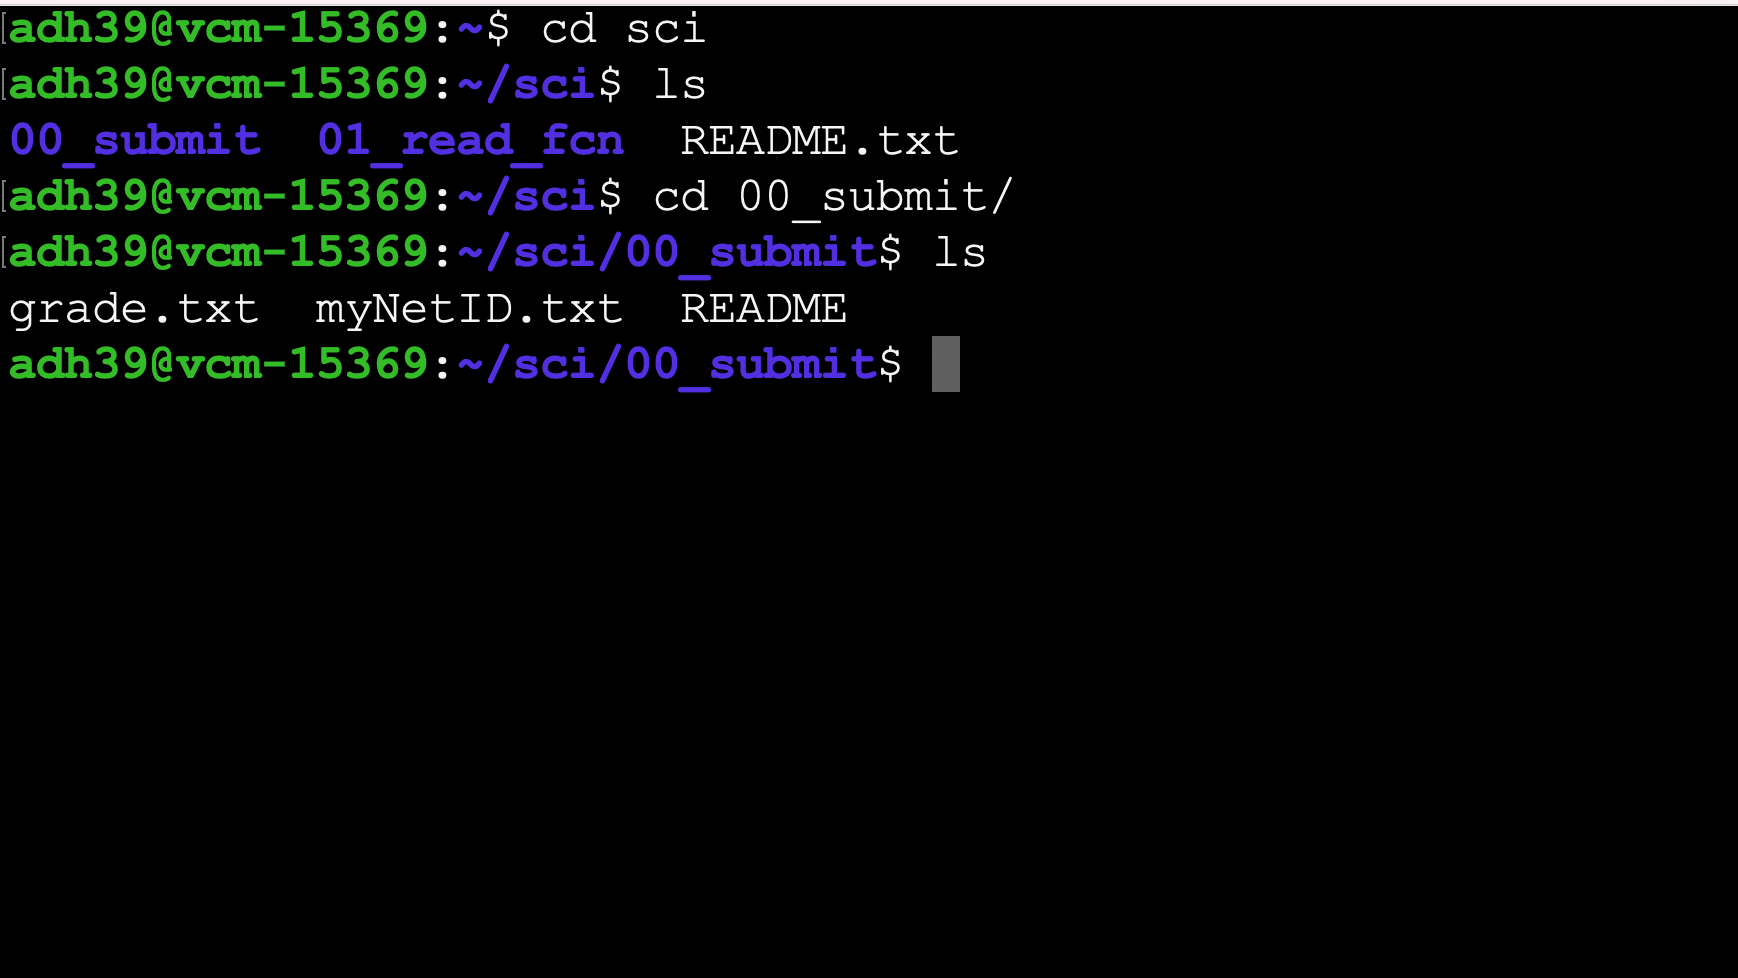 [adh39@vcm-15369:~$ cd sci
[adh39@vcm-15369:~/sci$ ls
00_submit  01_read_fcn  README.txt
[adh39@vcm-15369:~/sci$ cd 00_submit/
[adh39@vcm-15369:~/sci/00_submit$ ls
grade.txt  myNetID.txt  README
adh39@vcm-15369:~/sci/00_submit$